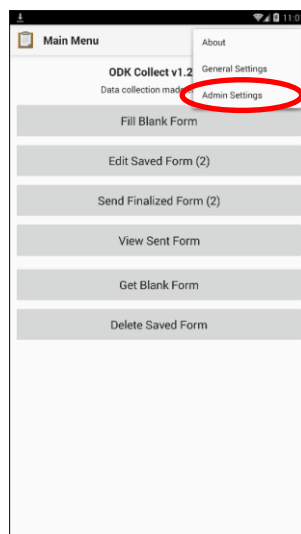 11:0
Main Menu
About
General Settings
Admin Settings
ODK Collect v1.2
Data collection made
Fill Blank Form
Edit Saved Form (2)
Send Finalized Form (2)
View Sent Form
Get Blank Form
Delete Saved Form